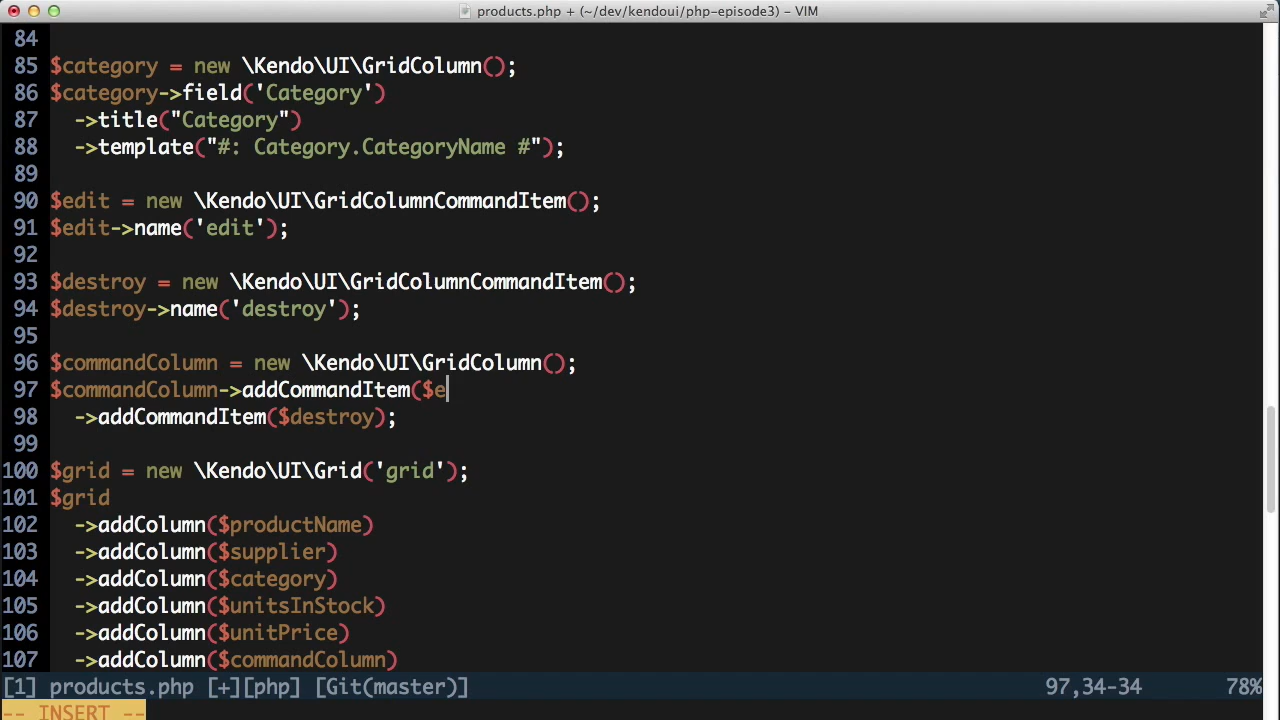 products.php + (~/dev/kendoui/php-episode3) – VIM
84
85 $category = new \Kendo\UI\GridColumn();
86 $category->field('Category')
87   ->title("Category")
88   ->template("#: Category.CategoryName #");
89
90 $edit = new \Kendo\UI\GridColumnCommandItem();
91 $edit->name('edit');
92
93 $destroy = new \Kendo\UI\GridColumnCommandItem();
94 $destroy->name('destroy');
95
96 $commandColumn = new \Kendo\UI\GridColumn();
97 $commandColumn->addCommandItem($e
98   ->addCommandItem($destroy);
99
100 $grid = new \Kendo\UI\Grid('grid');
101 $grid
102   ->addColumn($productName)
103   ->addColumn($supplier)
104   ->addColumn($category)
105   ->addColumn($unitsInStock)
106   ->addColumn($unitPrice)
107   ->addColumn($commandColumn)
[1] products.php [+][php] [Git(master)] 97,34-34 78%
-- INSERT --